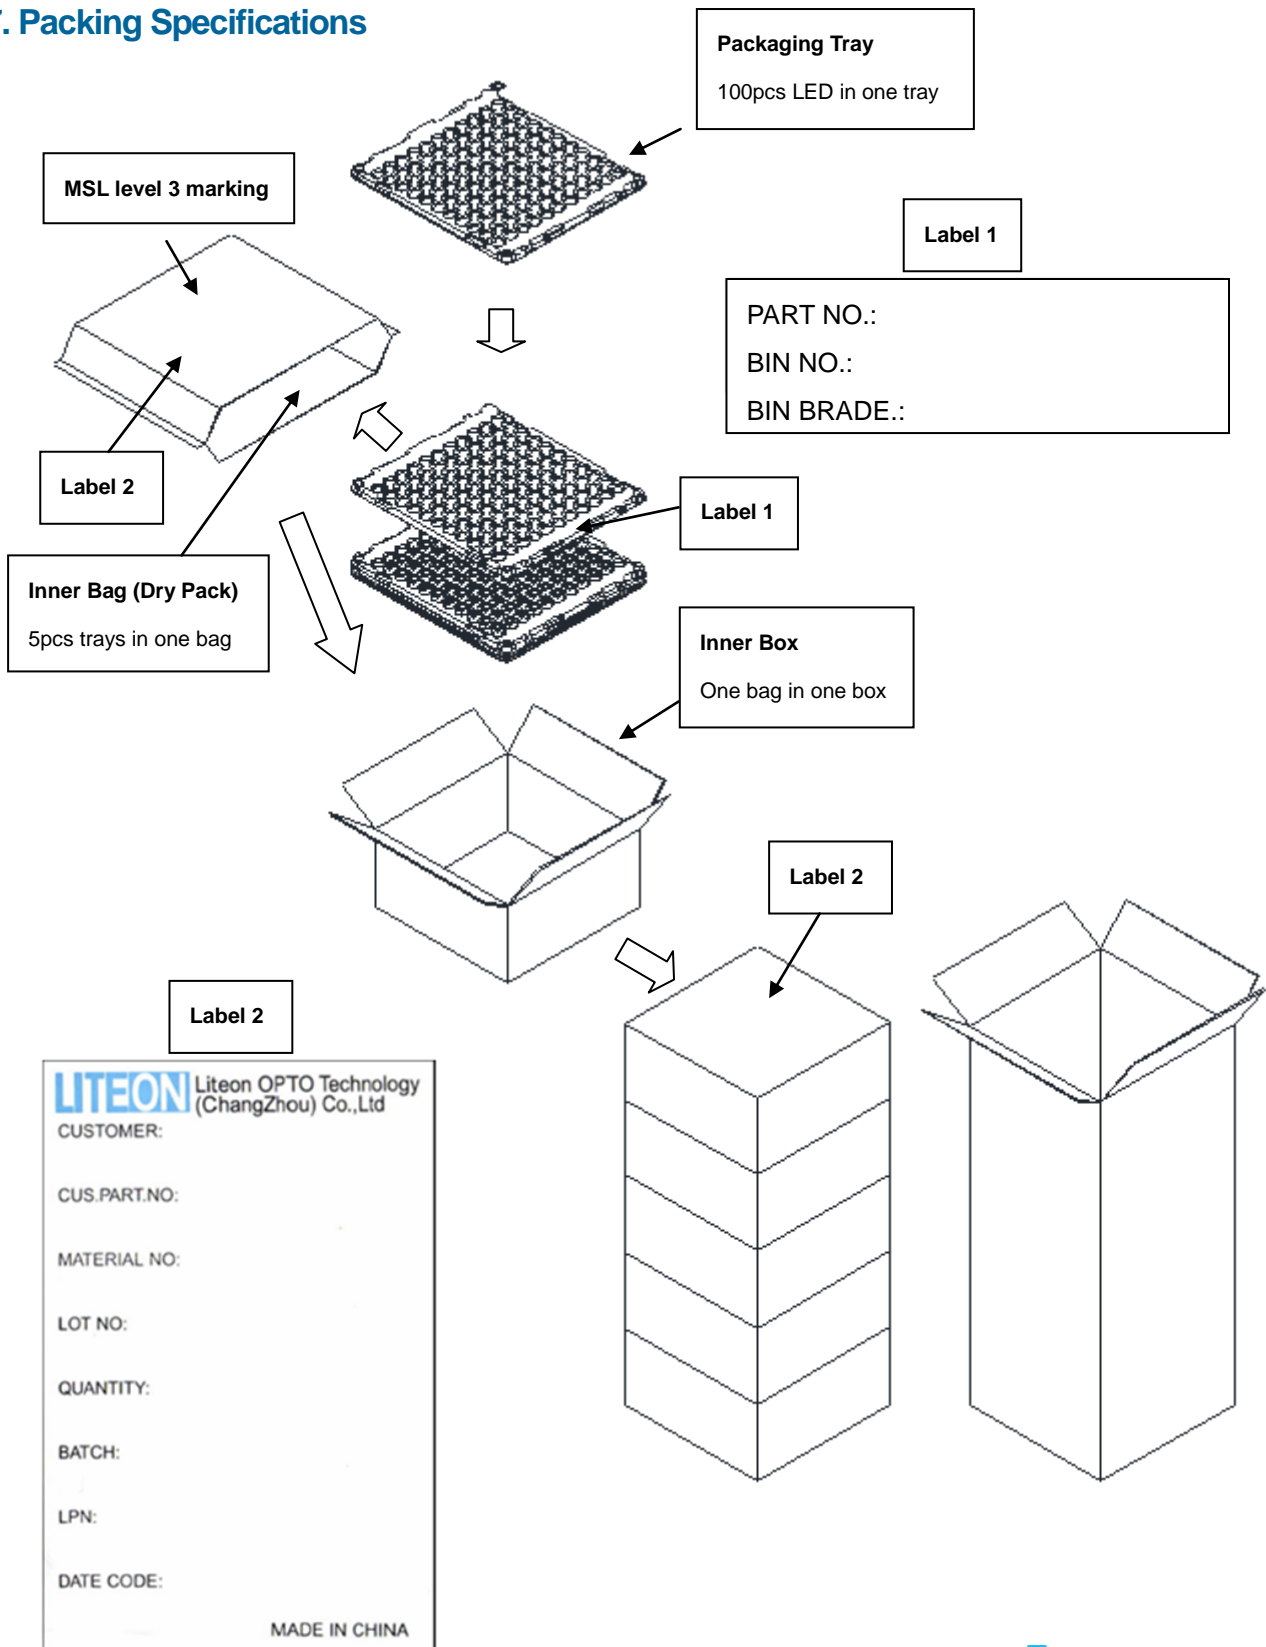 7. Packing Specifications
Packaging Tray
100pcs LED in one tray
MSL level 3 marking
Label 1
PART NO.:
BIN NO.:
BIN BRADE.:
Label 2
Label 1
Inner Bag (Dry Pack)
5pcs trays in one bag
Inner Box
One bag in one box
Label 2
Label 2
LITEON Liteon OPTO Technology
(ChangZhou) Co.,Ltd
CUSTOMER:
CUS.PART.NO:
MATERIAL NO:
LOT NO:
QUANTITY:
BATCH:
LPN:
DATE CODE:
MADE IN CHINA